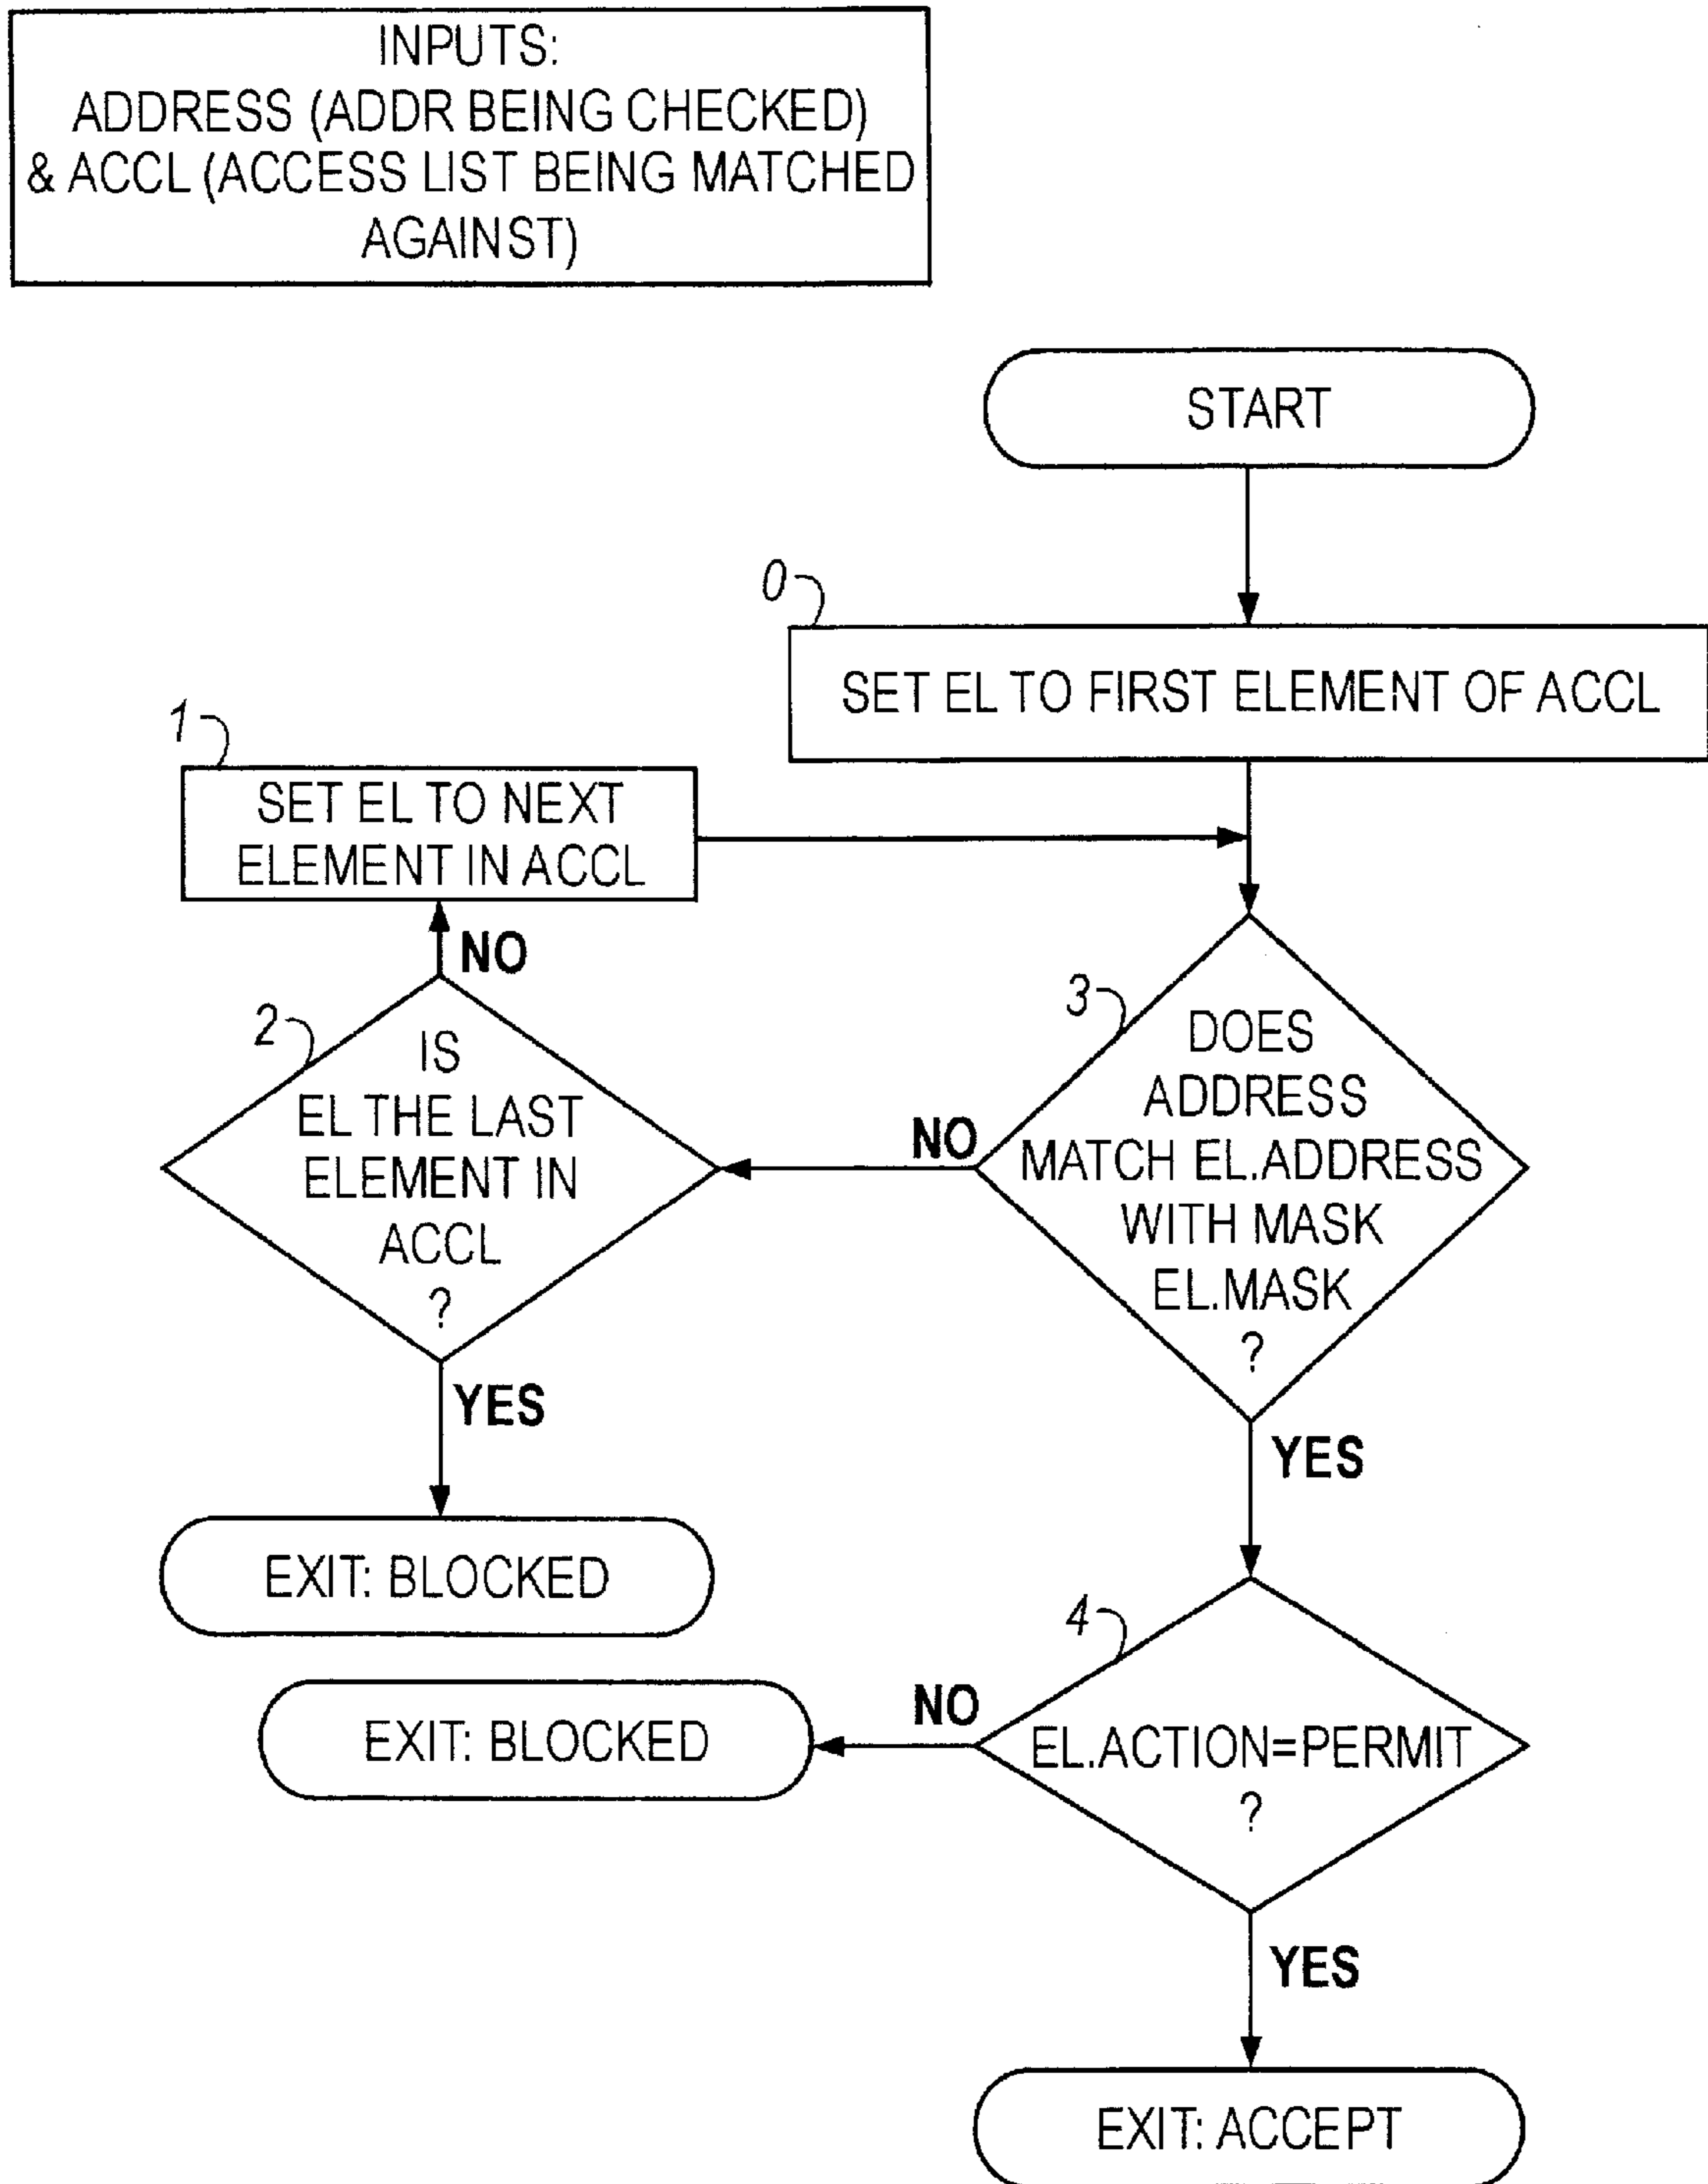 INPUTS:
ADDRESS (ADDR BEING CHECKED)
& ACCL (ACCESS LIST BEING MATCHED
AGAINST)
START
0
SET EL TO FIRST ELEMENT OF ACCL
1
SET EL TO NEXT
ELEMENT IN ACCL
NO
2
IS
EL THE LAST
ELEMENT IN
ACCL
?
YES
EXIT: BLOCKED
3
DOES
ADDRESS
MATCH EL.ADDRESS
WITH MASK
EL.MASK
?
NO
YES
4
EL.ACTION=PERMIT
?
NO
EXIT: BLOCKED
YES
EXIT: ACCEPT